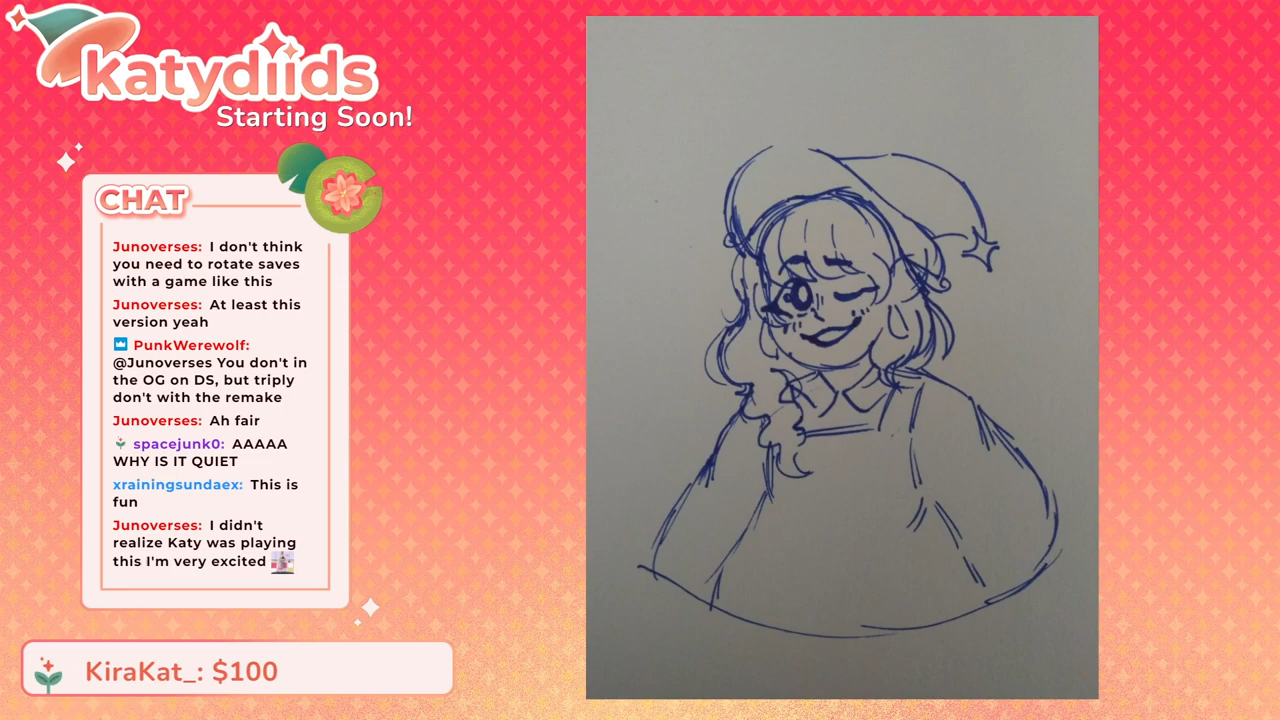 Katydiids
Starting Soon!
CHAT
Junoverses: I don't think
you need to rotate saves
with a game like this
Junoverses: At least this
version yeah
PunkWerewolf:
@Junoverses You don't in
the OG on DS, but triply
don't with the remake
Junoverses: Ah fair
spacejunk0: AAAAA
WHY IS IT QUIET
xrainingsundaex: This is
fun
Junoverses: I didn't
realize Katy was playing
this I'm very excited
KiraKat_: $100